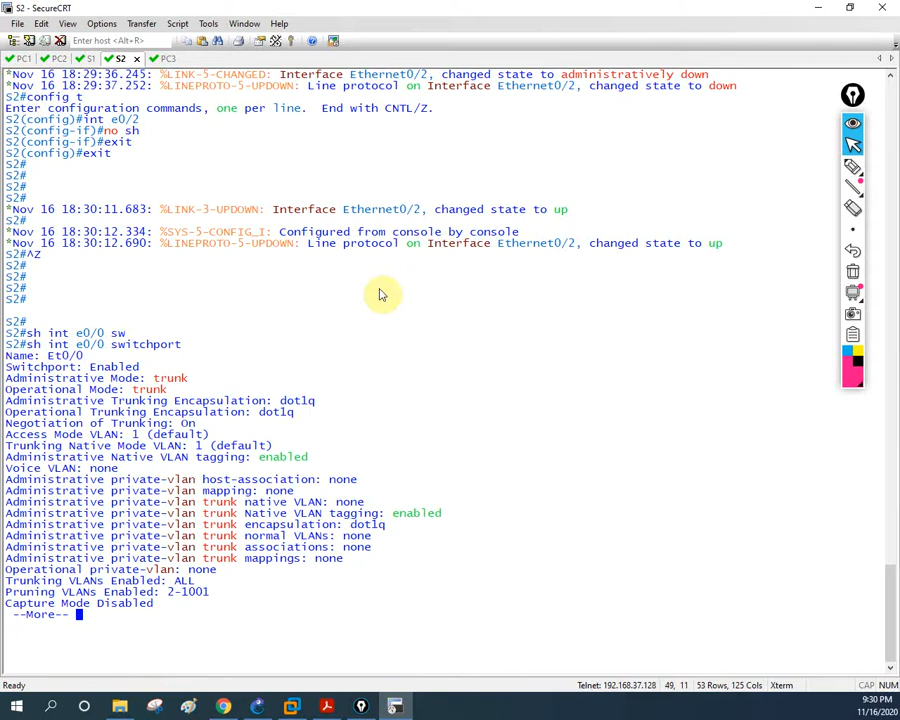 S2 - SecureCRT
File Edit View Options Transfer Script Tools Window Help
Enter host <Alt+R>
PC1 PC2 S1 S2 PC3
*Nov 16 18:29:36.245: %LINK-5-CHANGED: Interface Ethernet0/2, changed state to administratively down
*Nov 16 18:29:37.252: %LINEPROTO-5-UPDOWN: Line protocol on Interface Ethernet0/2, changed state to down
S2#config t
Enter configuration commands, one per line. End with CNTL/Z.
S2(config)#int e0/2
S2(config-if)#no sh
S2(config-if)#exit
S2(config)#exit
S2#
S2#
S2#
S2#
*Nov 16 18:30:11.683: %LINK-3-UPDOWN: Interface Ethernet0/2, changed state to up
S2#
*Nov 16 18:30:12.334: %SYS-5-CONFIG_I: Configured from console by console
*Nov 16 18:30:12.690: %LINEPROTO-5-UPDOWN: Line protocol on Interface Ethernet0/2, changed state to up
S2#^Z
S2#
S2#
S2#
S2#
S2#
S2#sh int e0/0 sw
S2#sh int e0/0 switchport
Name: Et0/0
Switchport: Enabled
Administrative Mode: trunk
Operational Mode: trunk
Administrative Trunking Encapsulation: dot1q
Operational Trunking Encapsulation: dot1q
Negotiation of Trunking: On
Access Mode VLAN: 1 (default)
Trunking Native Mode VLAN: 1 (default)
Administrative Native VLAN tagging: enabled
Voice VLAN: none
Administrative private-vlan host-association: none
Administrative private-vlan mapping: none
Administrative private-vlan trunk native VLAN: none
Administrative private-vlan trunk Native VLAN tagging: enabled
Administrative private-vlan trunk encapsulation: dot1q
Administrative private-vlan trunk normal VLANs: none
Administrative private-vlan trunk associations: none
Administrative private-vlan trunk mappings: none
Operational private-vlan: none
Trunking VLANs Enabled: ALL
Pruning VLANs Enabled: 2-1001
Capture Mode Disabled
--More--
Ready Telnet: 192.168.37.128 49, 11 53 Rows, 125 Cols Xterm CAP NUM
9:30 PM
11/16/2020